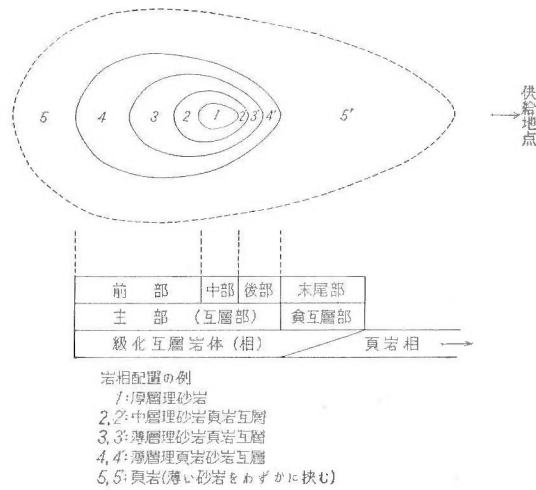 5 4 3 2 1 2' 3' 4' 5'
→供給地点
前部 中部 後部 末尾部
主部 (互層部) 貧互層部
級化互層岩体(相) 頁岩相 →
岩相配置の例
1:厚層理砂岩
2,2':中層理砂岩頁岩互層
3,3':薄層理砂岩頁岩互層
4,4':薄層理頁岩砂岩互層
5,5':頁岩(薄い砂岩をわずかに挟む)